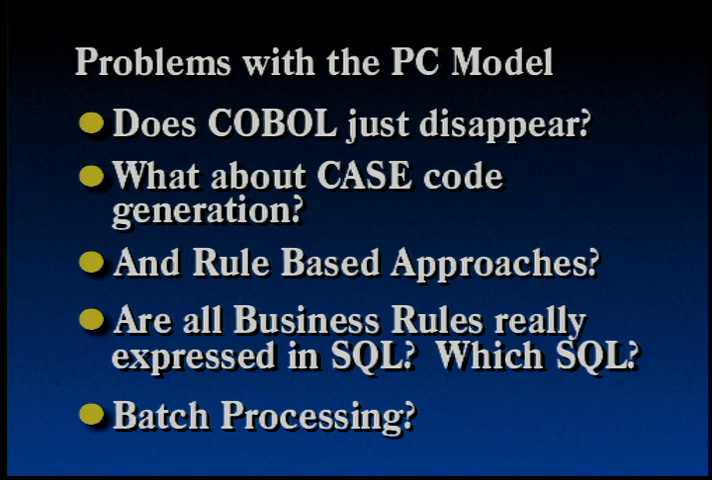 Problems with the PC Model
Does COBOL just disappear?
What about CASE code
generation?
And Rule Based Approaches?
Are all Business Rules really
expressed in SQL?  Which SQL?
Batch Processing?